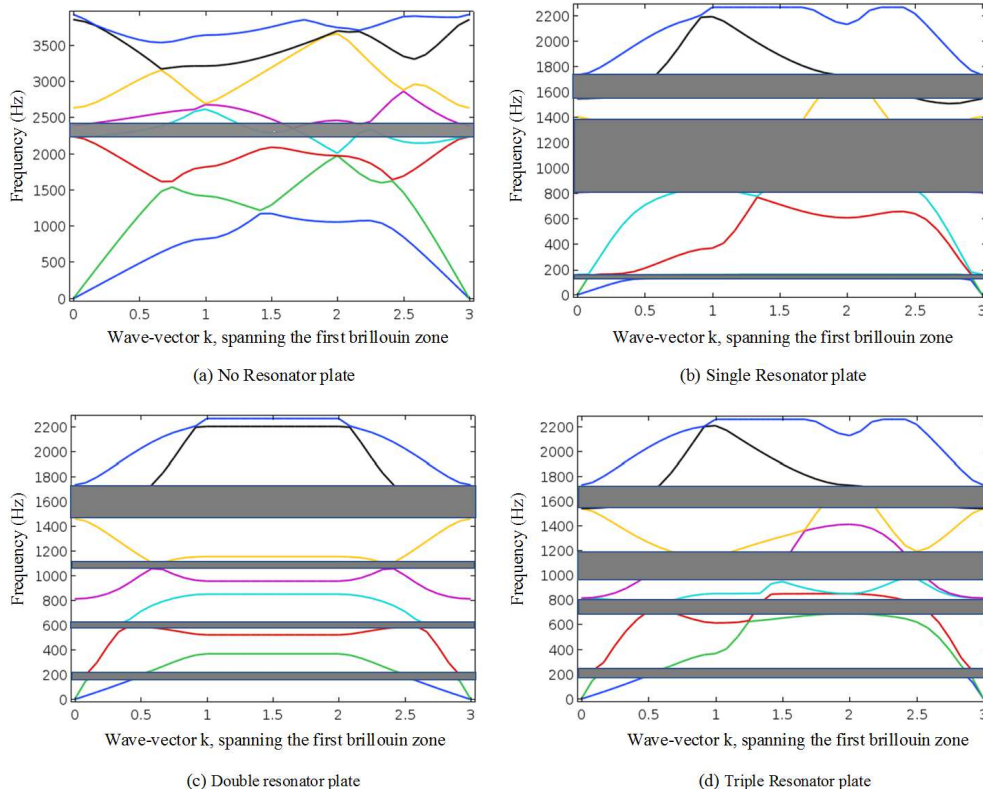 Frequency (Hz)
3500
3000
2500
2000
1500
1000
500
0
0 0.5 1 1.5 2 2.5 3
Wave-vector k, spanning the first brillouin zone
(a) No Resonator plate
Frequency (Hz)
2200
2000
1800
1600
1400
1200
1000
800
600
400
200
0
0 0.5 1 1.5 2 2.5 3
Wave-vector k, spanning the first brillouin zone
(b) Single Resonator plate
Frequency (Hz)
2200
2000
1800
1600
1400
1200
1000
800
600
400
200
0
0 0.5 1 1.5 2 2.5 3
Wave-vector k, spanning the first brillouin zone
(c) Double resonator plate
Frequency (Hz)
2200
2000
1800
1600
1400
1200
1000
800
600
400
200
0
0 0.5 1 1.5 2 2.5 3
Wave-vector k, spanning the first brillouin zone
(d) Triple Resonator plate